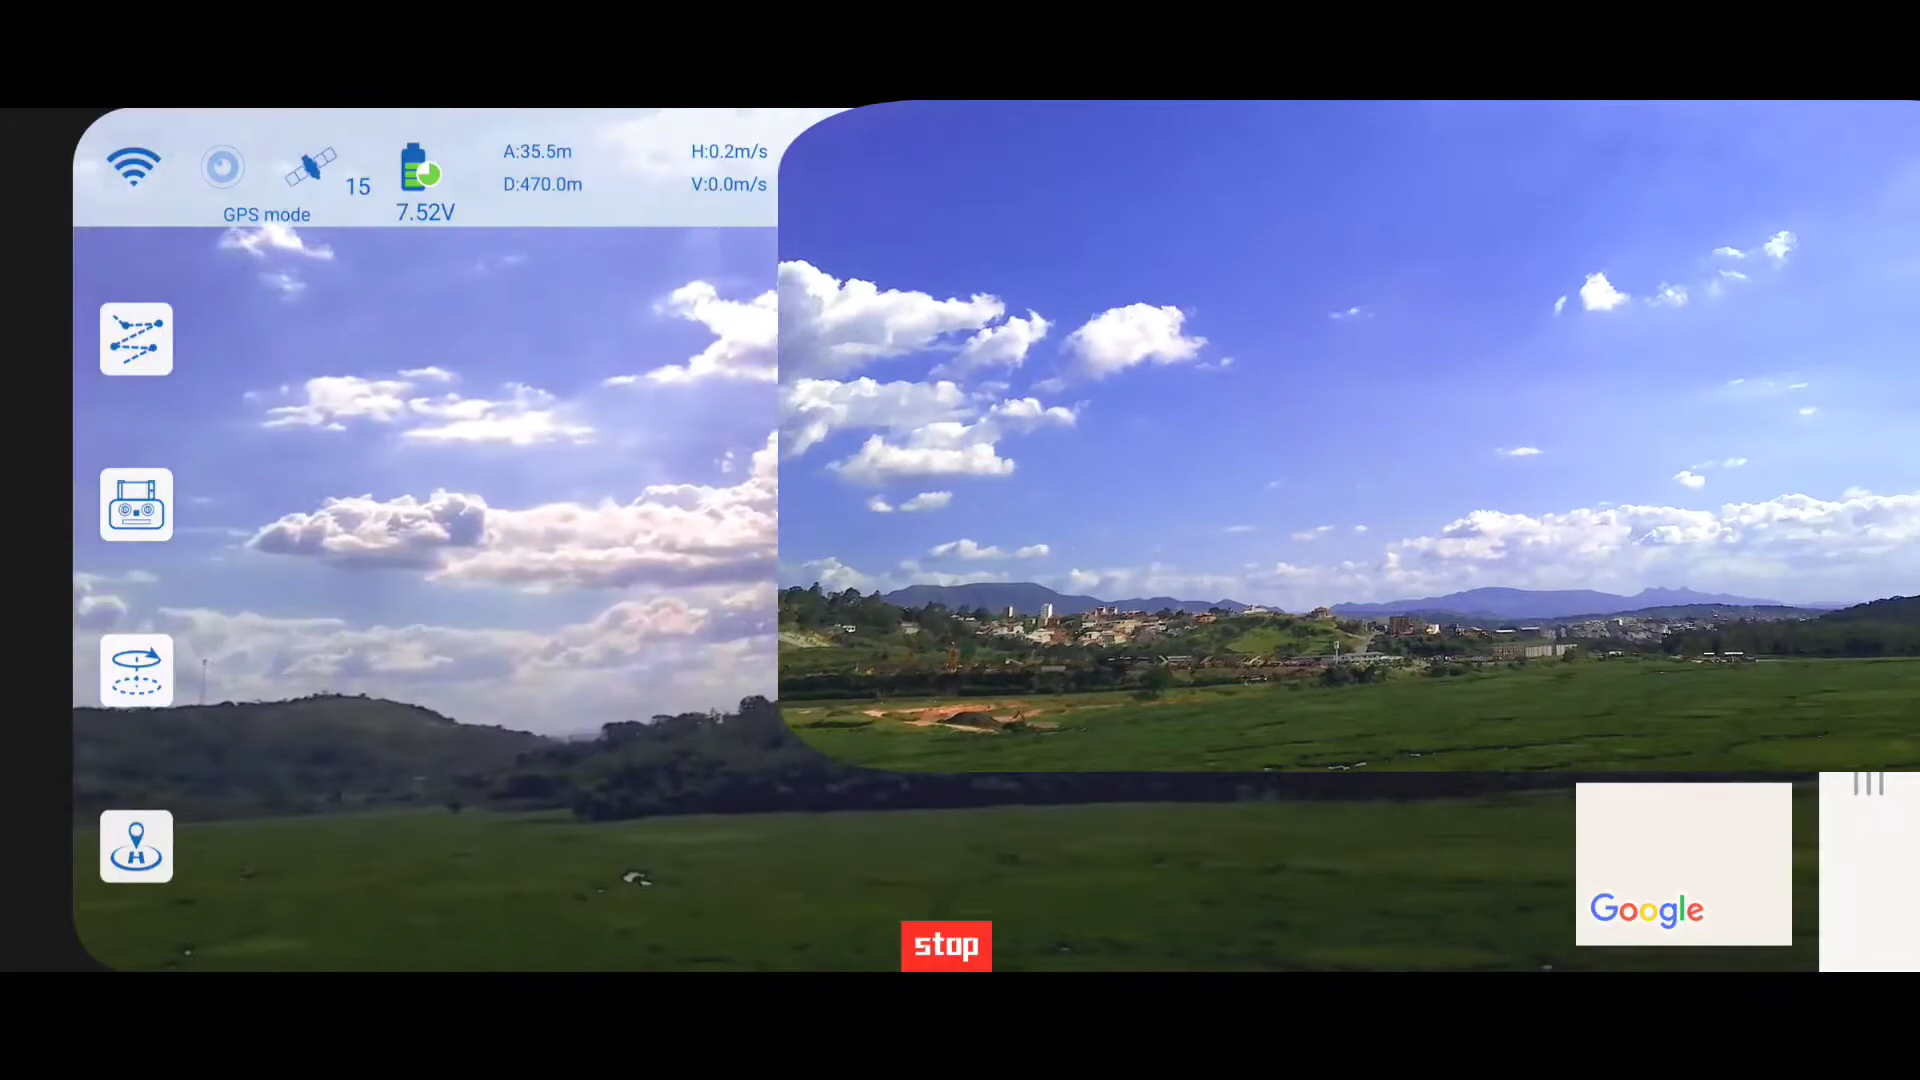 A:35.5m
H:0.2m/s
15
D:470.0m
V:0.0m/s
GPS mode
7.52V
H
stop
Google